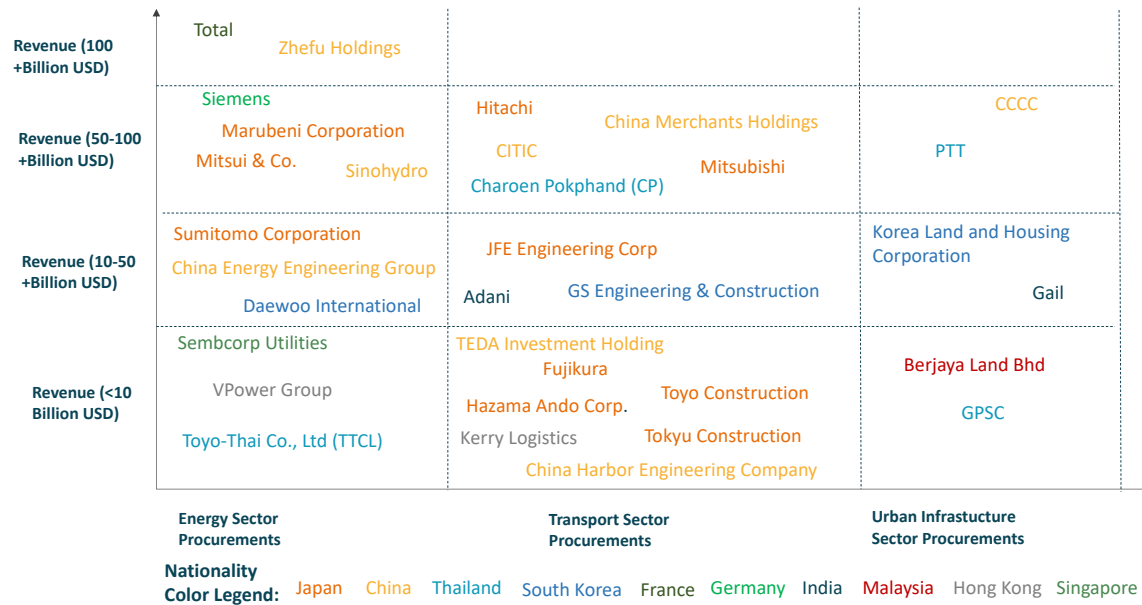 Revenue (100
+Billion USD)
Total
Zhefu Holdings
Revenue (50-100
+Billion USD)
Siemens
Marubeni Corporation
Mitsui & Co.
Sinohydro
Hitachi
China Merchants Holdings
CITIC
Mitsubishi
Charoen Pokphand (CP)
CCCC
PTT
Revenue (10-50
+Billion USD)
Sumitomo Corporation
China Energy Engineering Group
Daewoo International
JFE Engineering Corp
Adani
GS Engineering & Construction
Korea Land and Housing
Corporation
Gail
Revenue (<10
Billion USD)
Sembcorp Utilities
VPower Group
Toyo-Thai Co., Ltd (TTCL)
TEDA Investment Holding
Fujikura
Toyo Construction
Hazama Ando Corp.
Kerry Logistics
Tokyu Construction
China Harbor Engineering Company
Berjaya Land Bhd
GPSC
Energy Sector
Procurements
Transport Sector
Procurements
Urban Infrastucture
Sector Procurements
Nationality
Color Legend:
Japan China Thailand South Korea France Germany India Malaysia Hong Kong Singapore